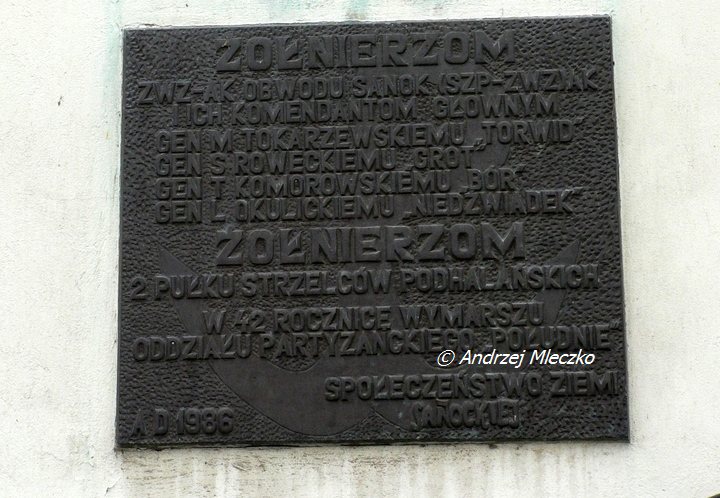 ŻOŁNIERZOM
ZWZ-AK OBWODU SANOK (SZP-ZWZ)AK
I ICH KOMENDANTOM GŁÓWNYM
GEN M TOKARZEWSKIEMU „TORWID"
GEN S ROWECKIEMU „GROT"
GEN T KOMOROWSKIEMU „BÓR"
GEN L OKULICKIEMU „NIEDŹWIADEK"
ŻOŁNIERZOM
2 PUŁKU STRZELCÓW PODHALAŃSKICH
W 42 ROCZNICĘ WYMARSZU
ODDZIAŁU PARTYZANCKIEGO „POŁUDNIE"
© Andrzej Mleczko
SPOŁECZEŃSTWO ZIEMI
SANOCKIEJ
A D 1986